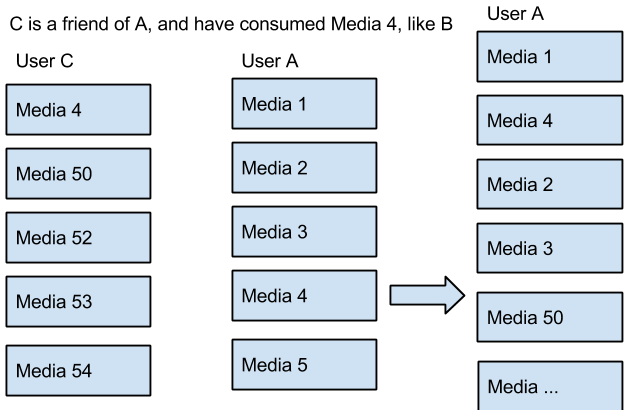 C is a friend of A, and have consumed Media 4, like B
User C
Media 4
Media 50
Media 52
Media 53
Media 54
User A
Media 1
Media 2
Media 3
Media 4
Media 5
User A
Media 1
Media 4
Media 2
Media 3
Media 50
Media ...